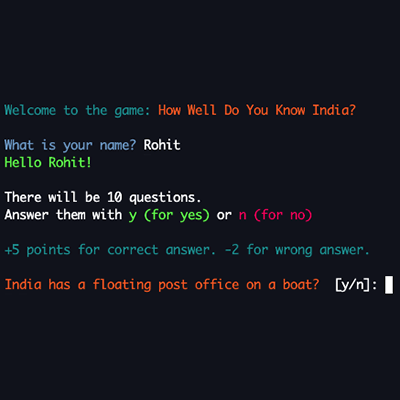 Welcome to the game: How Well Do You Know India?
What is your name? Rohit
Hello Rohit!
There will be 10 questions.
Answer them with y (for yes) or n (for no)
+5 points for correct answer. -2 for wrong answer.
India has a floating post office on a boat?  [y/n]: